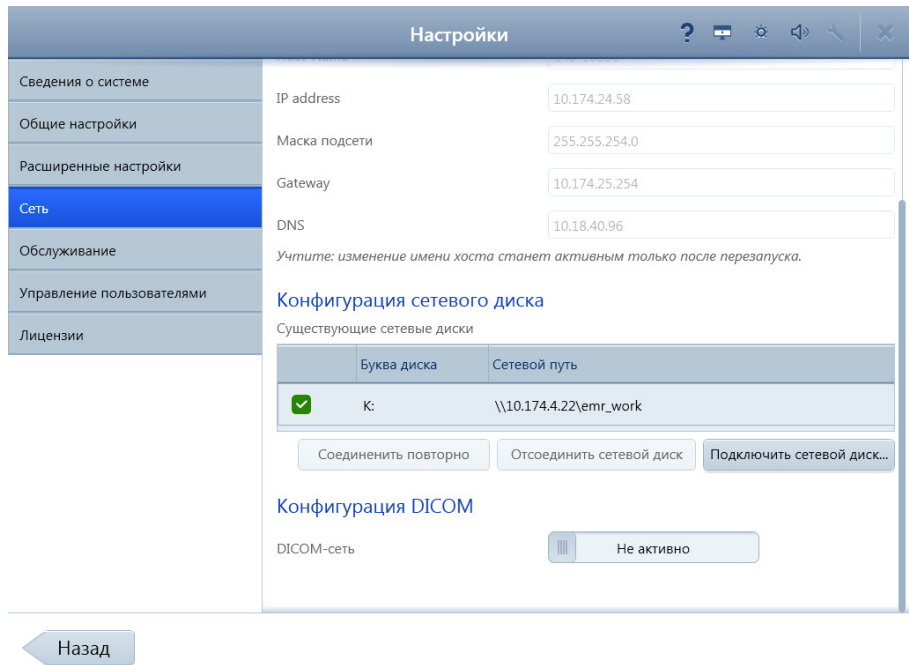 Настройки
?
Сведения о системе
Общие настройки
Расширенные настройки
Сеть
Обслуживание
Управление пользователями
Лицензии
IP address 10.174.24.58
Маска подсети 255.255.254.0
Gateway 10.174.25.254
DNS 10.18.40.96
Учтите: изменение имени хоста станет активным только после перезапуска.
Конфигурация сетевого диска
Существующие сетевые диски
Буква диска Сетевой путь
K: \\10.174.4.22\emr_work
Соединенить повторно Отсоединить сетевой диск Подключить сетевой диск...
Конфигурация DICOM
DICOM-сеть Не активно
Назад